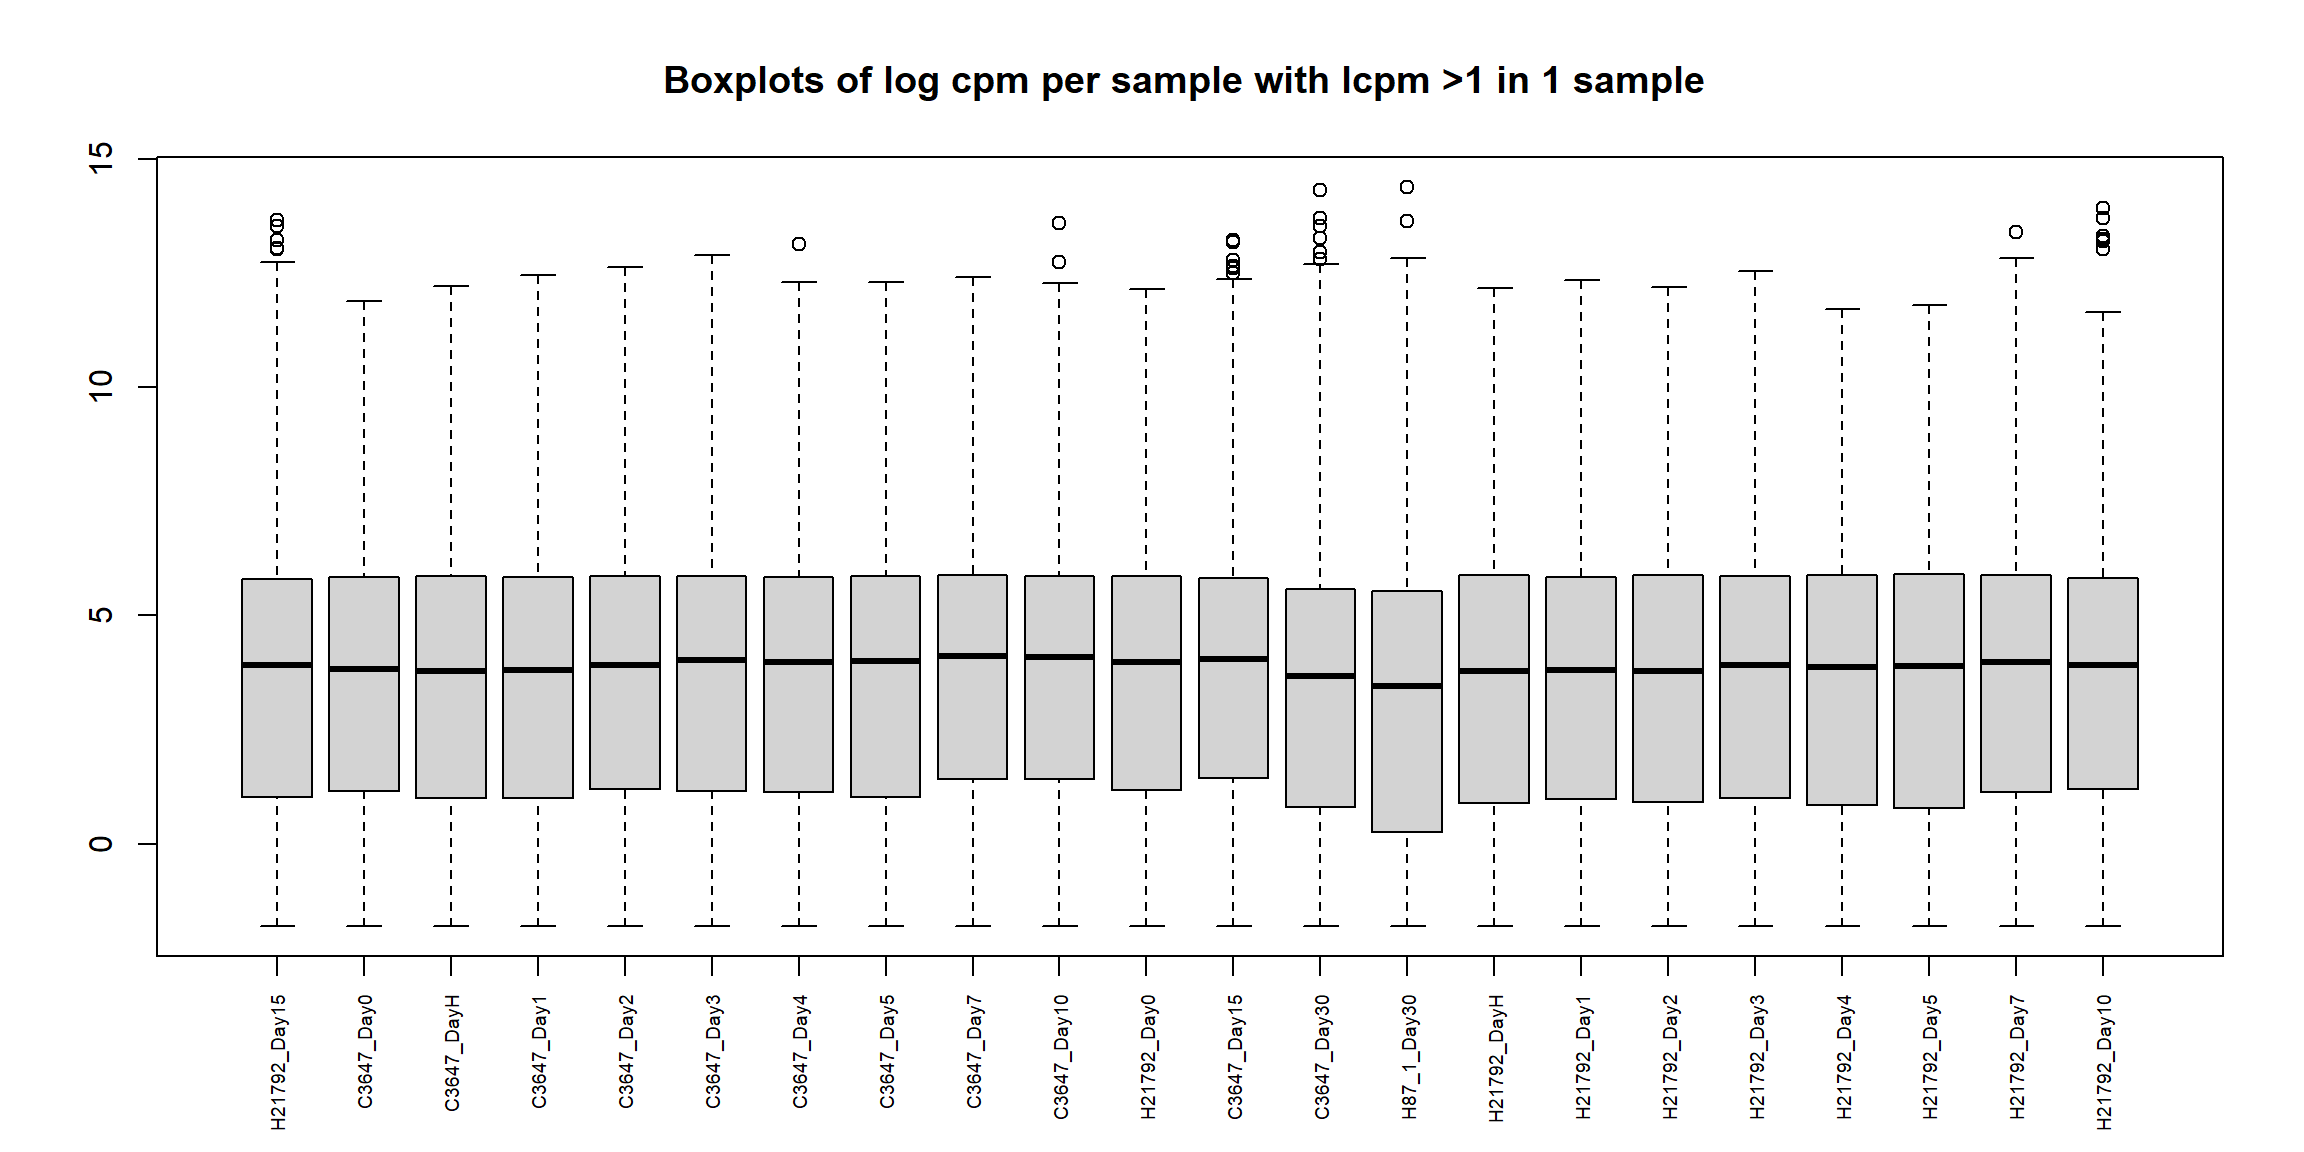 Boxplots of log cpm per sample with lcpm >1 in 1 sample
15
10
5
0
H21792_Day15
C3647_Day0
C3647_DayH
C3647_Day1
C3647_Day2
C3647_Day3
C3647_Day4
C3647_Day5
C3647_Day7
C3647_Day10
H21792_Day0
C3647_Day15
C3647_Day30
H87_1_Day30
H21792_DayH
H21792_Day1
H21792_Day2
H21792_Day3
H21792_Day4
H21792_Day5
H21792_Day7
H21792_Day10